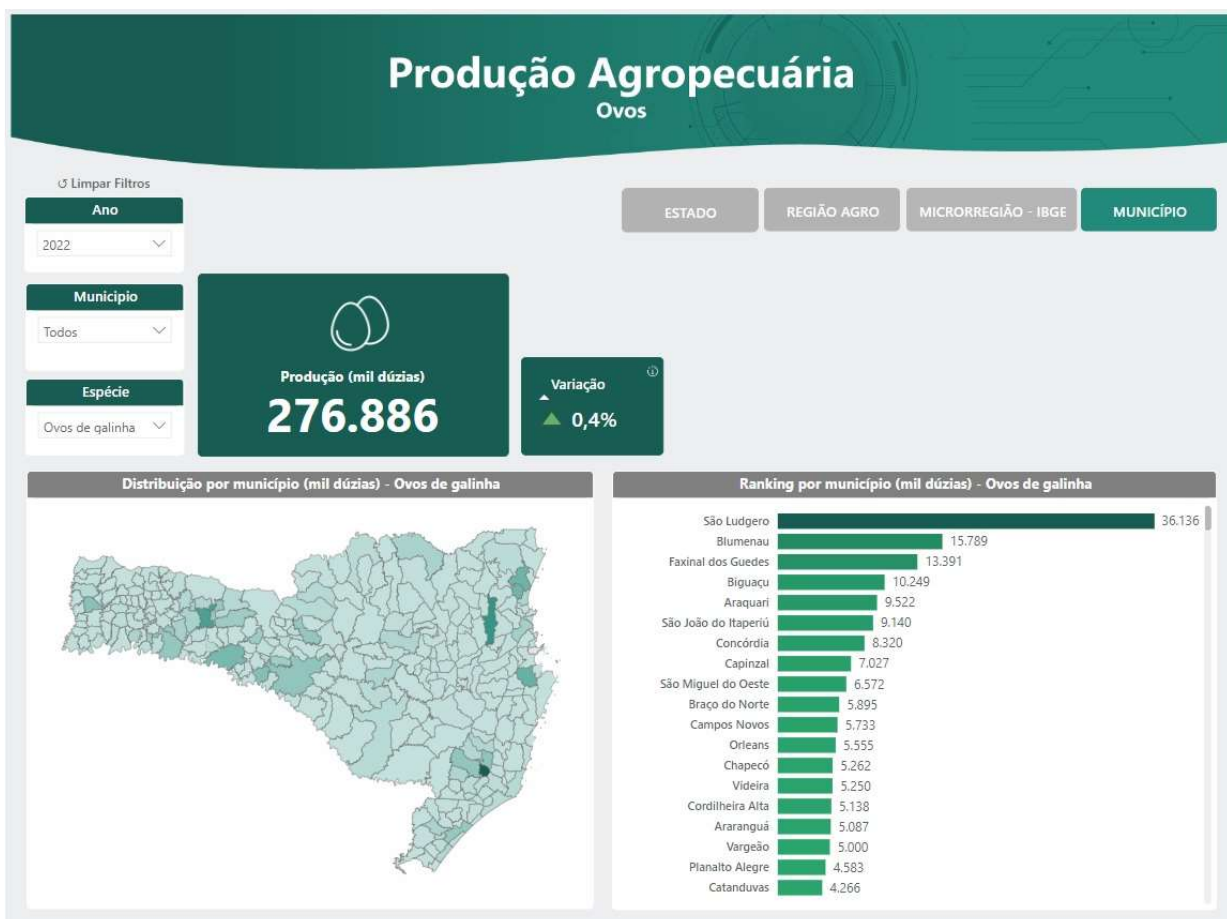 Produção Agropecuária
Ovos
↺ Limpar Filtros
Ano
2022
Municipio
Todos
Espécie
Ovos de galinha
ESTADO
REGIÃO AGRO
MICRORREGIÃO - IBGE
MUNICÍPIO
Produção (mil dúzias)
276.886
Variação
0,4%
Distribuição por município (mil dúzias) - Ovos de galinha
Ranking por município (mil dúzias) - Ovos de galinha
São Ludgero 36.136
Blumenau 15.789
Faxinal dos Guedes 13.391
Biguaçu 10.249
Araquari 9.522
São João do Itaperiú 9.140
Concórdia 8.320
Capinzal 7.027
São Miguel do Oeste 6.572
Braço do Norte 5.895
Campos Novos 5.733
Orleans 5.555
Chapecó 5.262
Videira 5.250
Cordilheira Alta 5.138
Araranguá 5.087
Vargeão 5.000
Planalto Alegre 4.583
Catanduvas 4.266